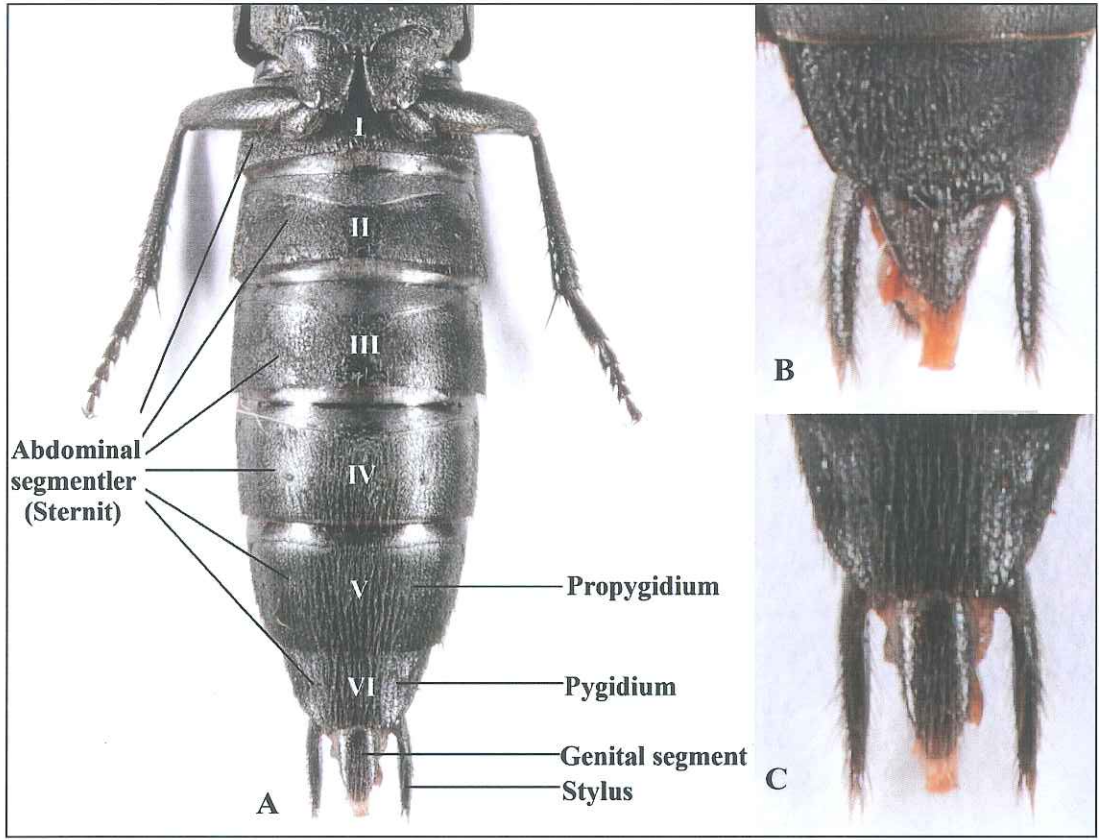 I
II
III
IV
V
VI
Abdominal
segmentler
(Sternit)
Propygidium
Pygidium
Genital segment
Stylus
A
B
C